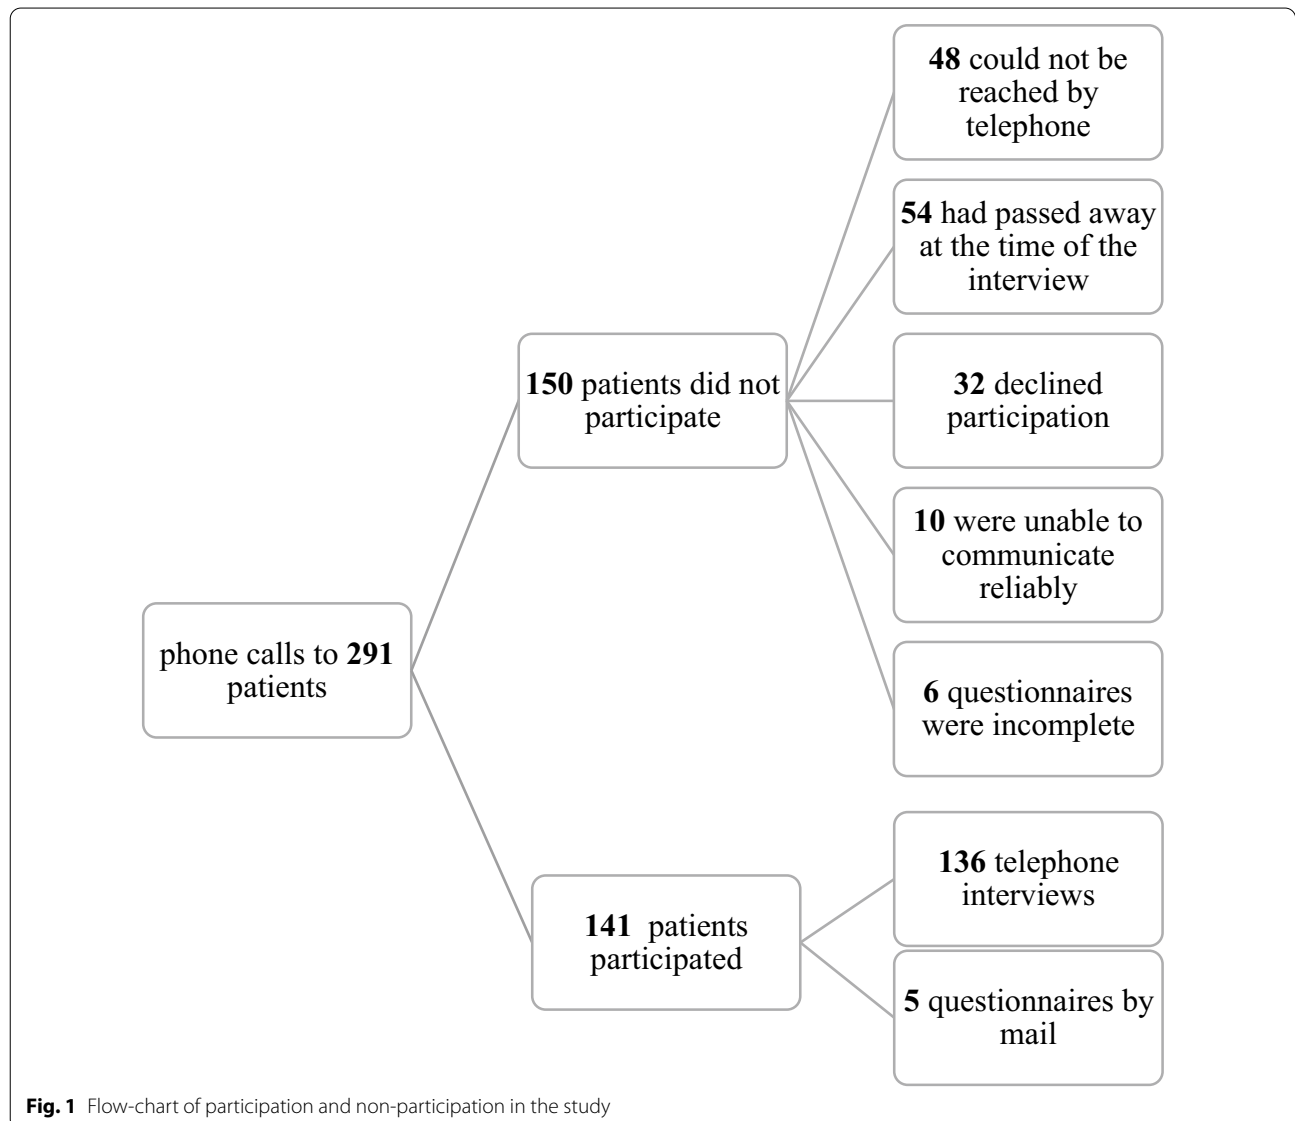 48 could not be
reached by
telephone
54 had passed away
at the time of the
interview
150 patients did not
participate
32 declined
participation
10 were unable to
communicate
reliably
phone calls to 291
patients
6 questionnaires
were incomplete
136 telephone
interviews
141 patients
participated
5 questionnaires by
mail
Fig. 1 Flow-chart of participation and non-participation in the study